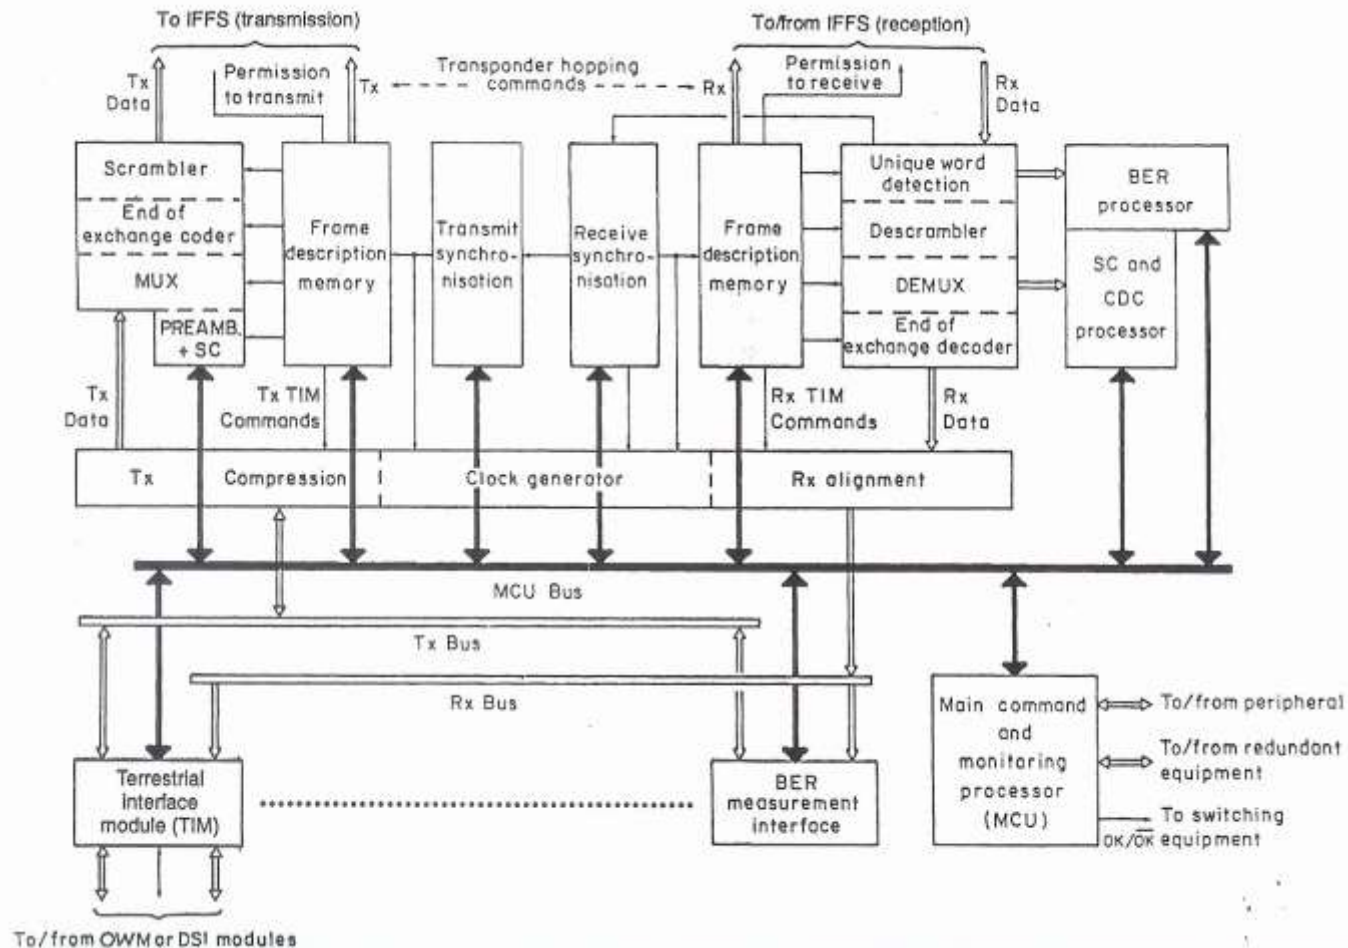 To IFFS (transmission)
To/from IFFS (reception)
Tx
Data
Permission
to transmit
Tx
Transponder hopping
commands
Rx
Permission
to receive
Rx
Data
Scrambler
End of
exchange coder
MUX
PREAMB.
+ SC
Frame
description
memory
Transmit
synchro-
nisation
Receive
synchro-
nisation
Frame
description
memory
Unique word
detection
Descrambler
DEMUX
End of
exchange decoder
BER
processor
SC and
CDC
processor
Tx
Data
Tx TIM
Commands
Rx TIM
Commands
Rx
Data
Tx
Compression
Clock generator
Rx alignment
MCU Bus
Tx Bus
Rx Bus
Terrestrial
interface
module (TIM)
BER
measurement
interface
Main command
and
monitoring
processor
(MCU)
To/from peripheral
To/from redundant
equipment
To switching
equipment
OK/O̅K̅
To/from OWM or DSI modules